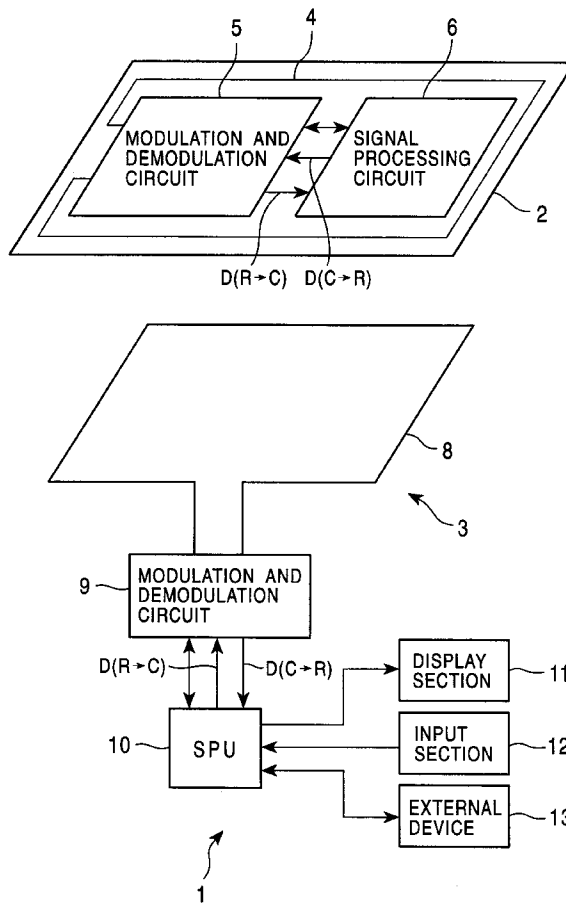 5
4
6
MODULATION AND
DEMODULATION
CIRCUIT
SIGNAL
PROCESSING
CIRCUIT
2
D(R→C)
D(C→R)
8
3
9
MODULATION AND
DEMODULATION
CIRCUIT
D(R→C)
D(C→R)
DISPLAY
SECTION
11
10
SPU
INPUT
SECTION
12
EXTERNAL
DEVICE
13
1